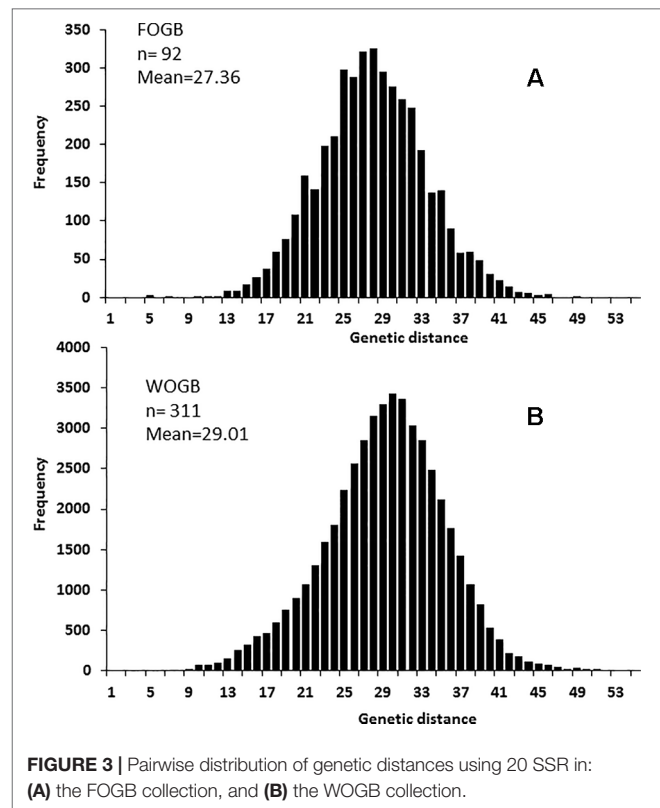 FOGB
n= 92
Mean=27.36
A
Frequency
350
300
250
200
150
100
50
0
1 5 9 13 17 21 25 29 33 37 41 45 49 53
Genetic distance
WOGB
n= 311
Mean=29.01
B
Frequency
4000
3500
3000
2500
2000
1500
1000
500
0
1 5 9 13 17 21 25 29 33 37 41 45 49 53
Genetic distance
FIGURE 3 | Pairwise distribution of genetic distances using 20 SSR in:
(A) the FOGB collection, and (B) the WOGB collection.